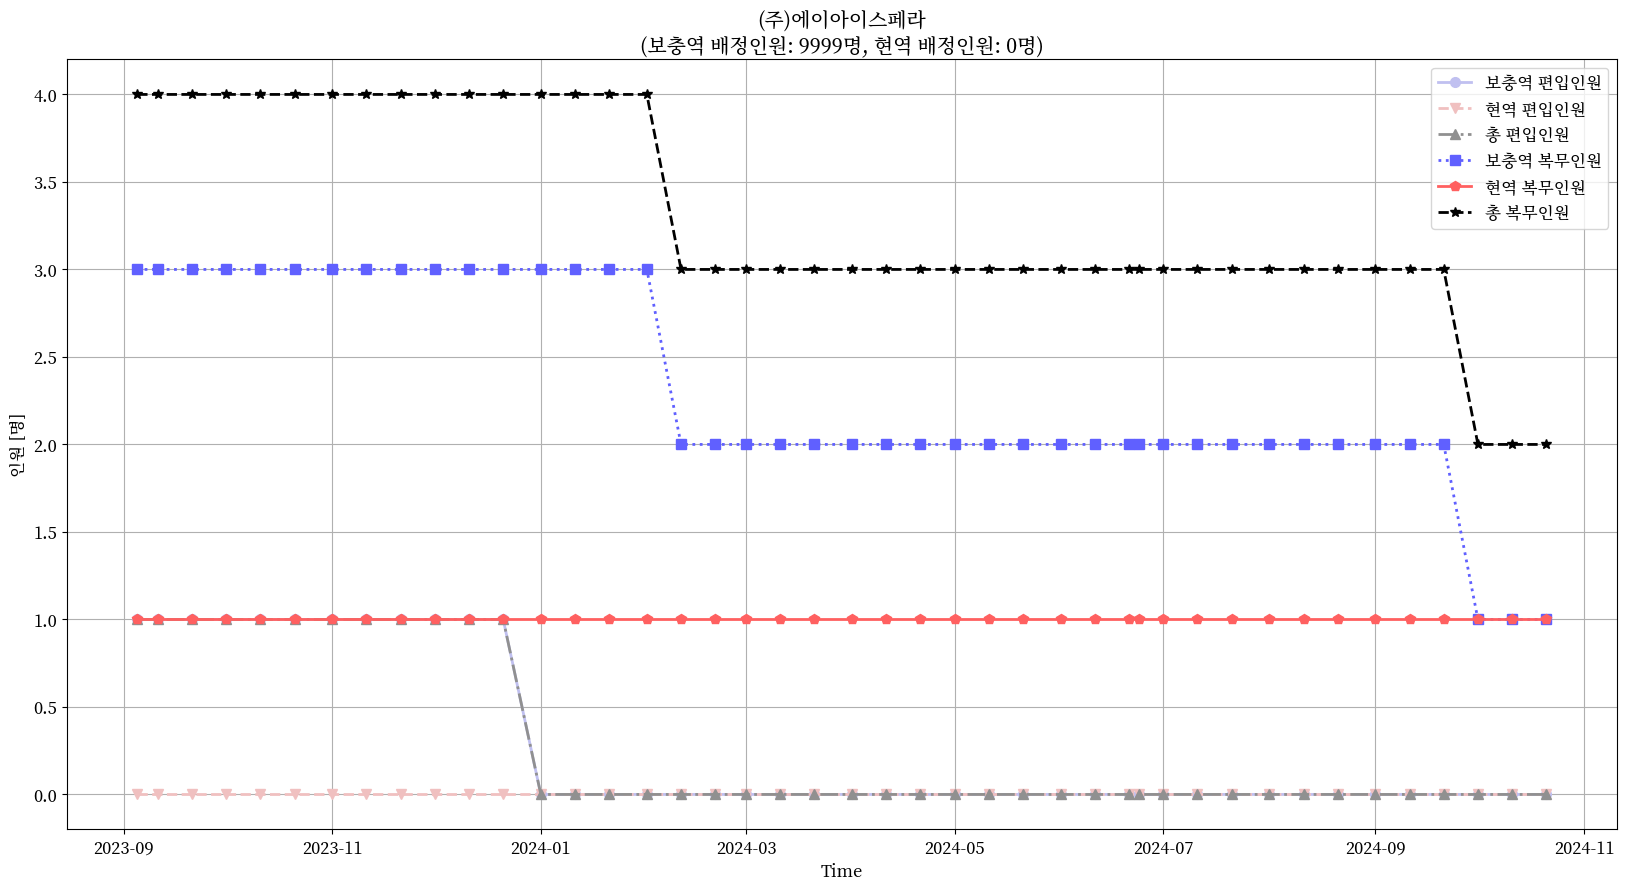 (주)에이아이스페라
(보충역 배정인원: 9999명, 현역 배정인원: 0명)
보충역 편입인원
현역 편입인원
총 편입인원
보충역 복무인원
현역 복무인원
총 복무인원
4.0
3.5
3.0
2.5
2.0
1.5
1.0
0.5
0.0
인원 [명]
2023-09
2023-11
2024-01
2024-03
2024-05
2024-07
2024-09
2024-11
Time